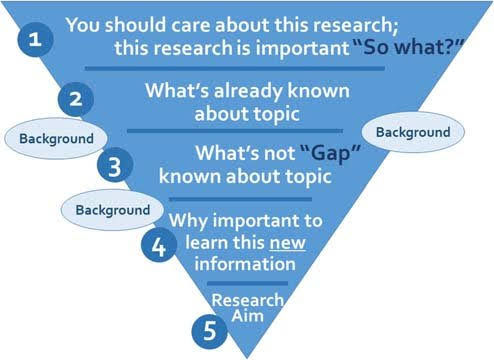 1
You should care about this research;
this research is important “So what?”
2
What’s already known
about topic
Background
Background
3
What’s not “Gap”
known about topic
Background
4
Why important to
learn this new
information
5
Research
Aim